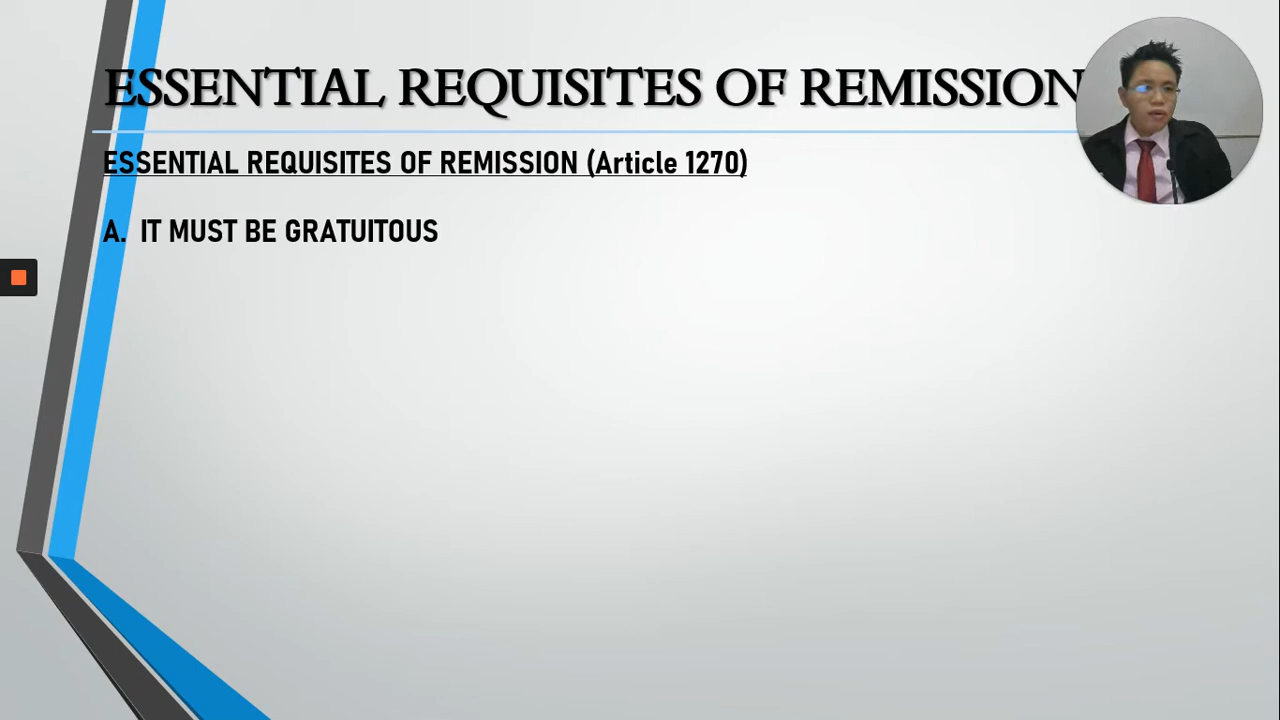 ESSENTIAL REQUISITES OF REMISSION
ESSENTIAL REQUISITES OF REMISSION (Article 1270)
A. IT MUST BE GRATUITOUS